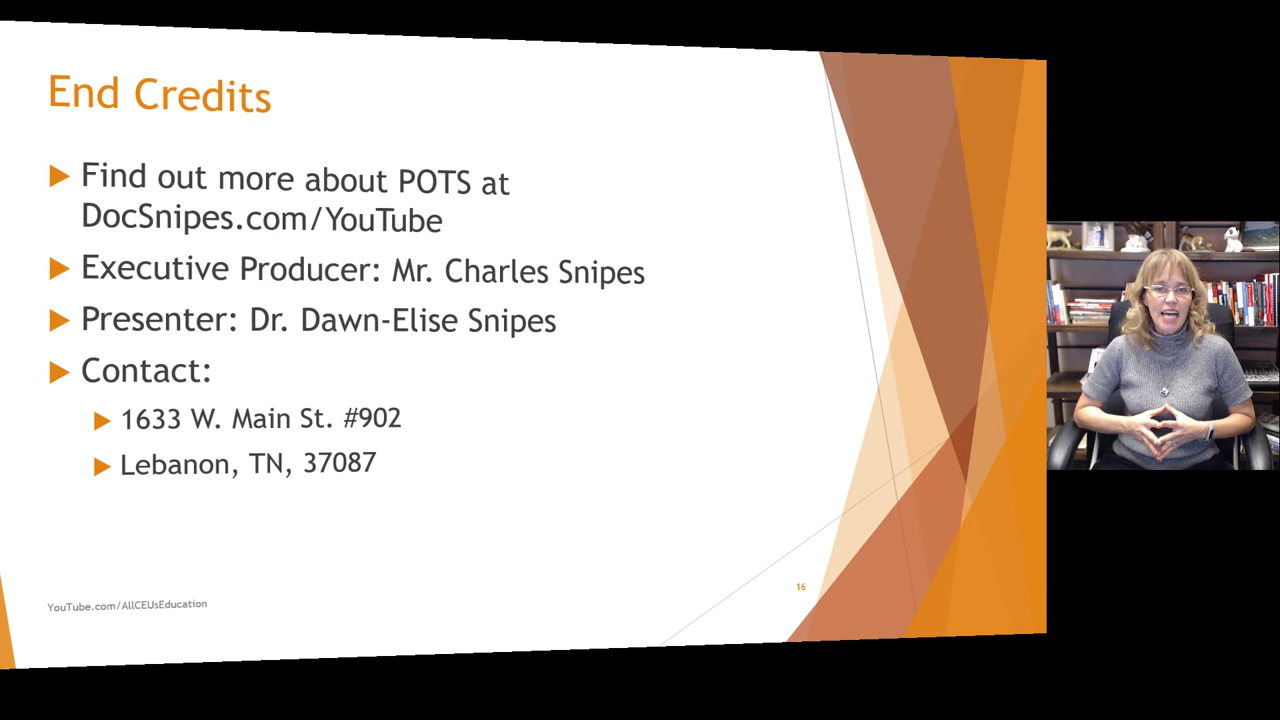 End Credits
Find out more about POTS at
DocSnipes.com/YouTube
Executive Producer: Mr. Charles Snipes
Presenter: Dr. Dawn-Elise Snipes
Contact:
1633 W. Main St. #902
Lebanon, TN, 37087
16
YouTube.com/AllCEUsEducation